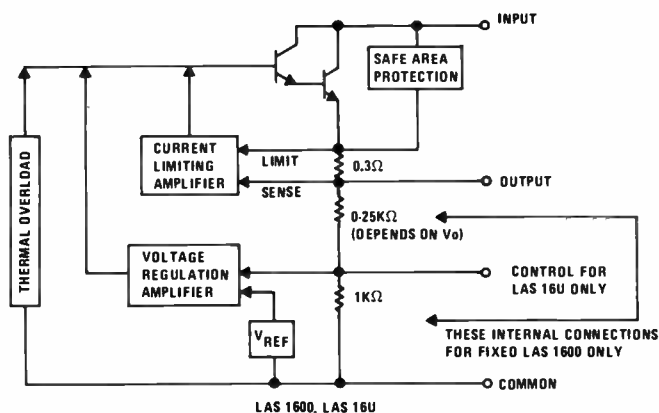 INPUT
SAFE AREA
PROTECTION
CURRENT
LIMITING
AMPLIFIER
LIMIT
SENSE
0.3Ω
OUTPUT
0-25KΩ
(DEPENDS ON Vo)
THERMAL OVERLOAD
VOLTAGE
REGULATION
AMPLIFIER
CONTROL FOR
LAS 16U ONLY
1KΩ
VREF
THESE INTERNAL CONNECTIONS
FOR FIXED LAS 1600 ONLY
COMMON
LAS 1600, LAS 16U